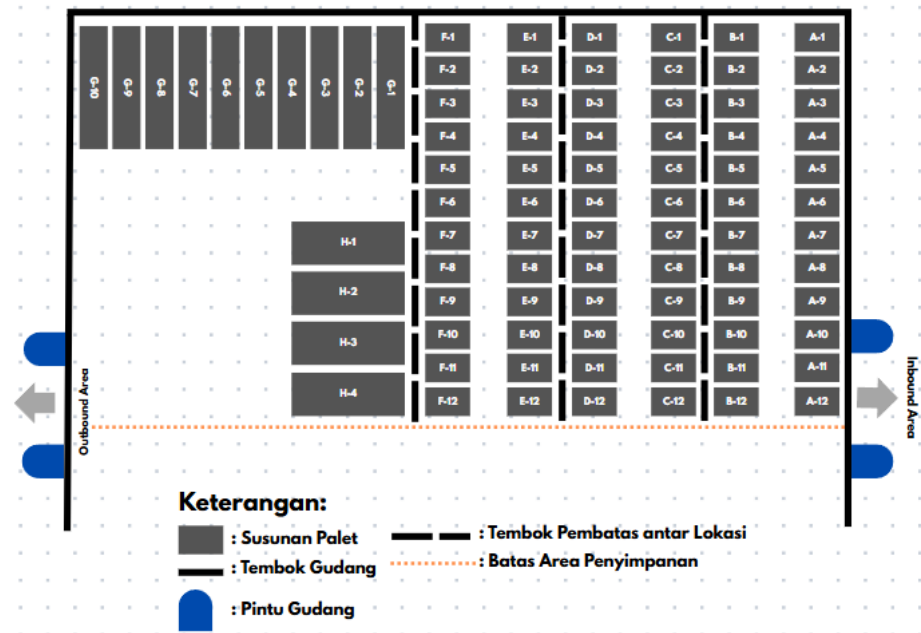 G-10 G-9 G-8 G-7 G-6 G-5 G-4 G-3 G-2 G-1
F-1 E-1 D-1 C-1 B-1 A-1
F-2 E-2 D-2 C-2 B-2 A-2
F-3 E-3 D-3 C-3 B-3 A-3
F-4 E-4 D-4 C-4 B-4 A-4
F-5 E-5 D-5 C-5 B-5 A-5
F-6 E-6 D-6 C-6 B-6 A-6
H-1
F-7 E-7 D-7 C-7 B-7 A-7
F-8 E-8 D-8 C-8 B-8 A-8
H-2
F-9 E-9 D-9 C-9 B-9 A-9
H-3
F-10 E-10 D-10 C-10 B-10 A-10
F-11 E-11 D-11 C-11 B-11 A-11
H-4
F-12 E-12 D-12 C-12 B-12 A-12
Outbound Area
Inbound Area
Keterangan:
: Susunan Palet
: Tembok Gudang
: Pintu Gudang
: Tembok Pembatas antar Lokasi
: Batas Area Penyimpanan